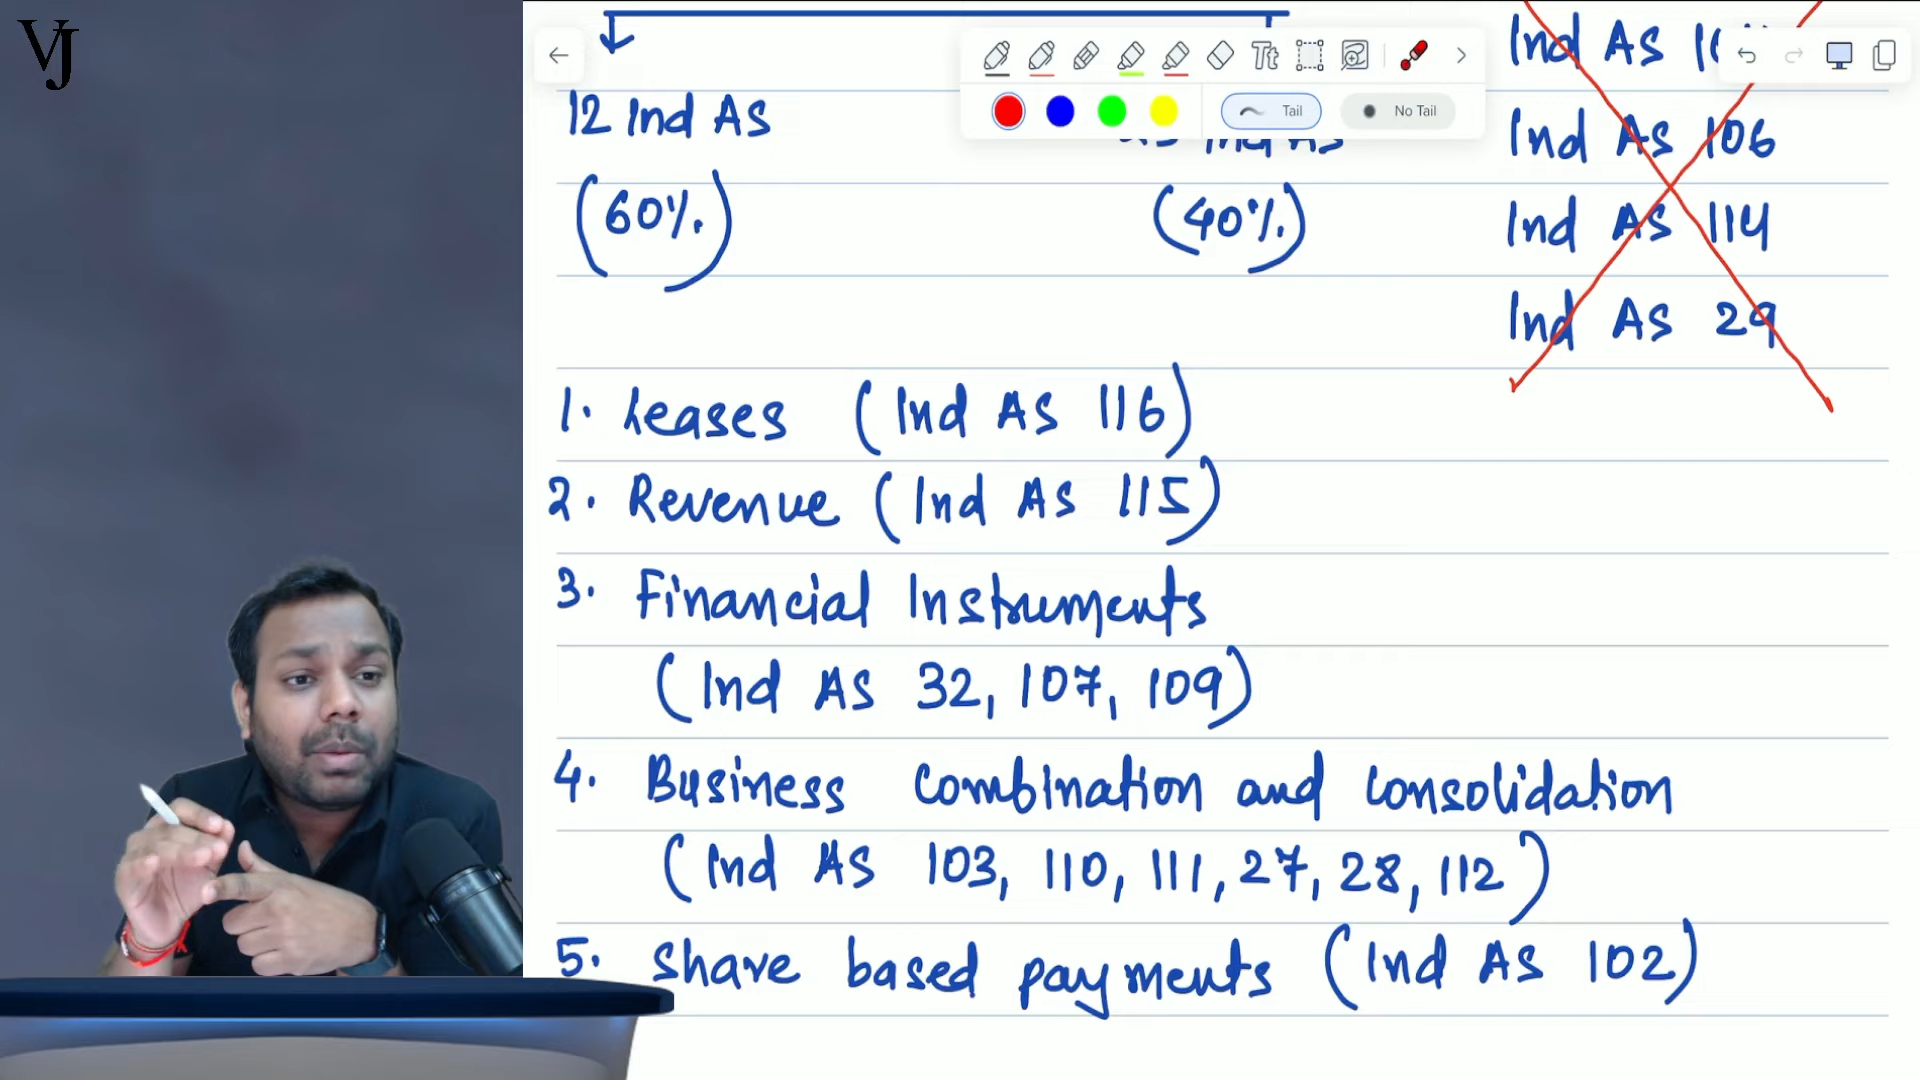 VJ
Tail No Tail
12 Ind As
(60%.)
Ind As
(40%.)
Ind As
Ind As 106
Ind As 114
Ind As 29
1. Leases (Ind As 116)
2. Revenue (Ind As 115)
3. Financial Instruments
(Ind As 32, 107, 109)
4. Business Combination and Consolidation
(Ind As 103, 110, 111, 27, 28, 112)
5. Share based payments (Ind As 102)